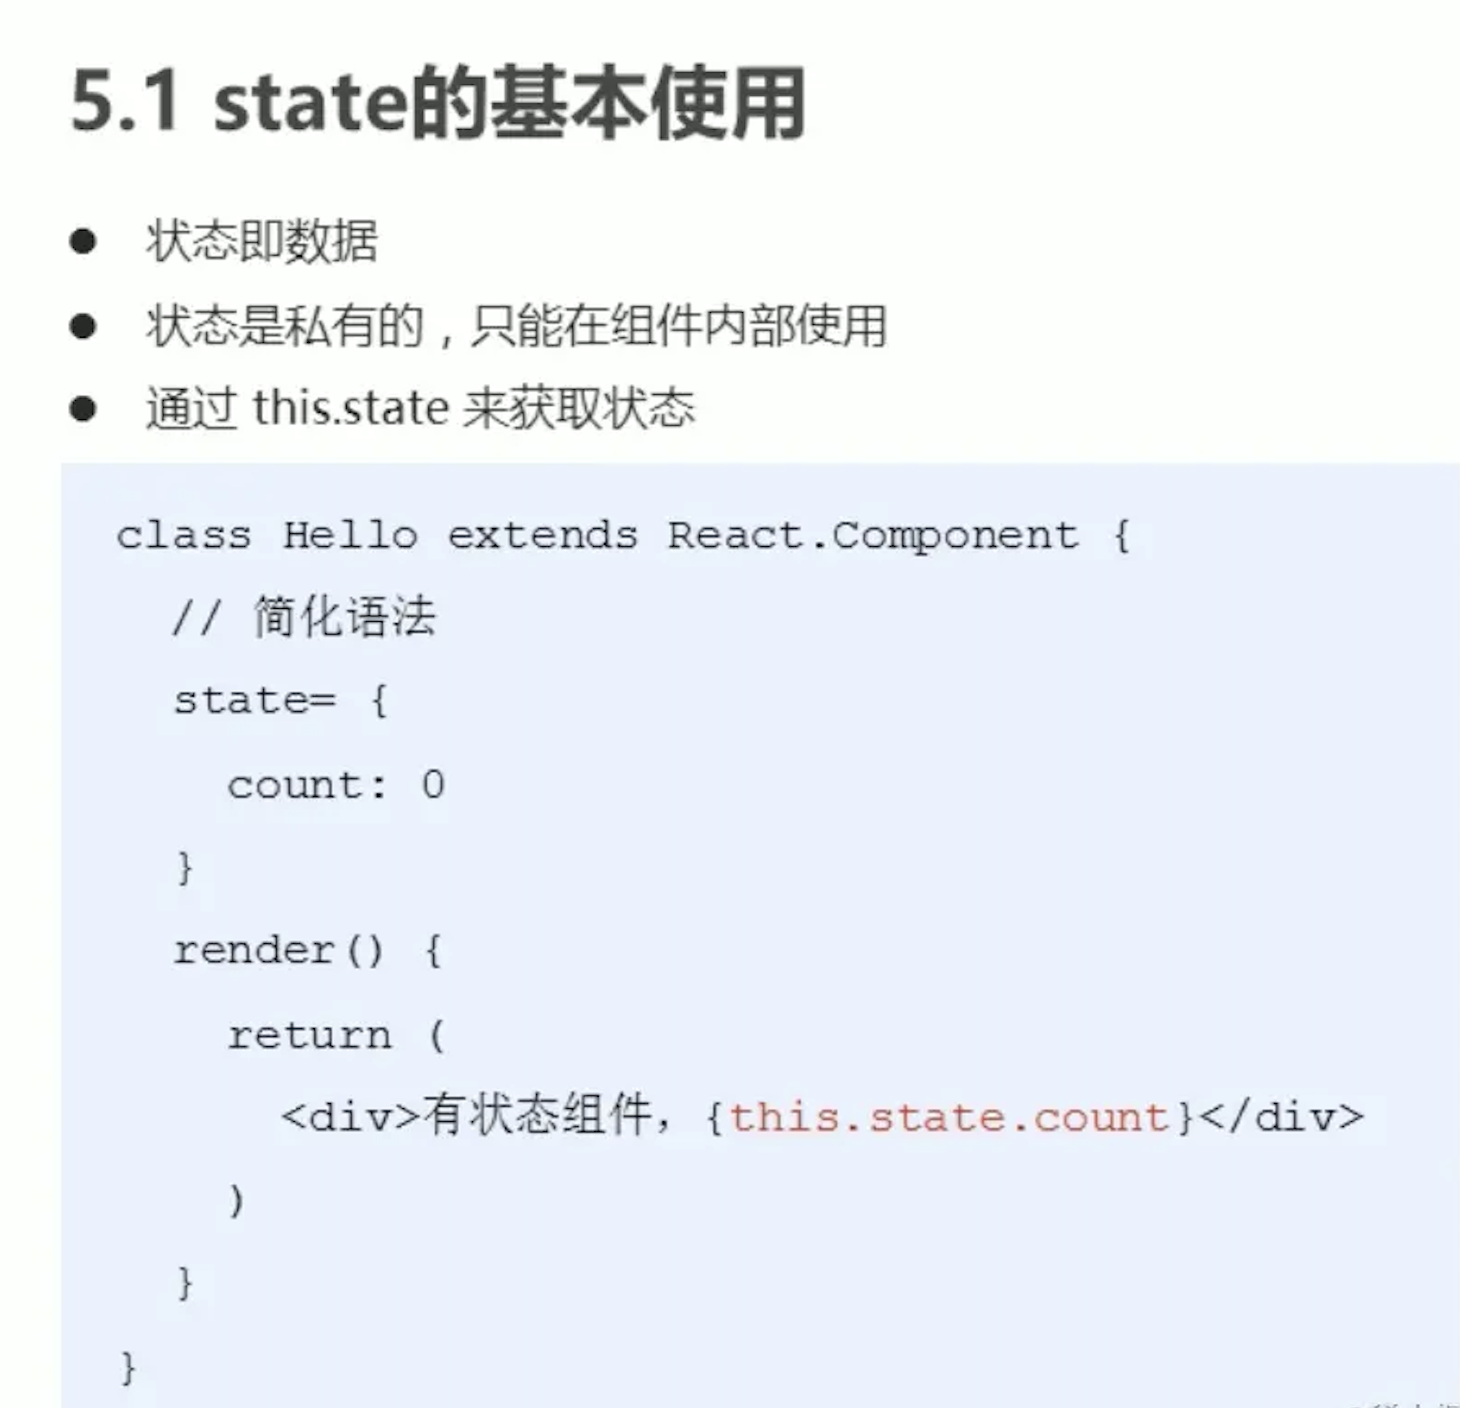 5.1 state的基本使用
● 状态即数据
● 状态是私有的，只能在组件内部使用
● 通过 this.state 来获取状态
class Hello extends React.Component {
// 简化语法
state= {
count: 0
}
render() {
return (
<div>有状态组件，{this.state.count}</div>
)
}
}